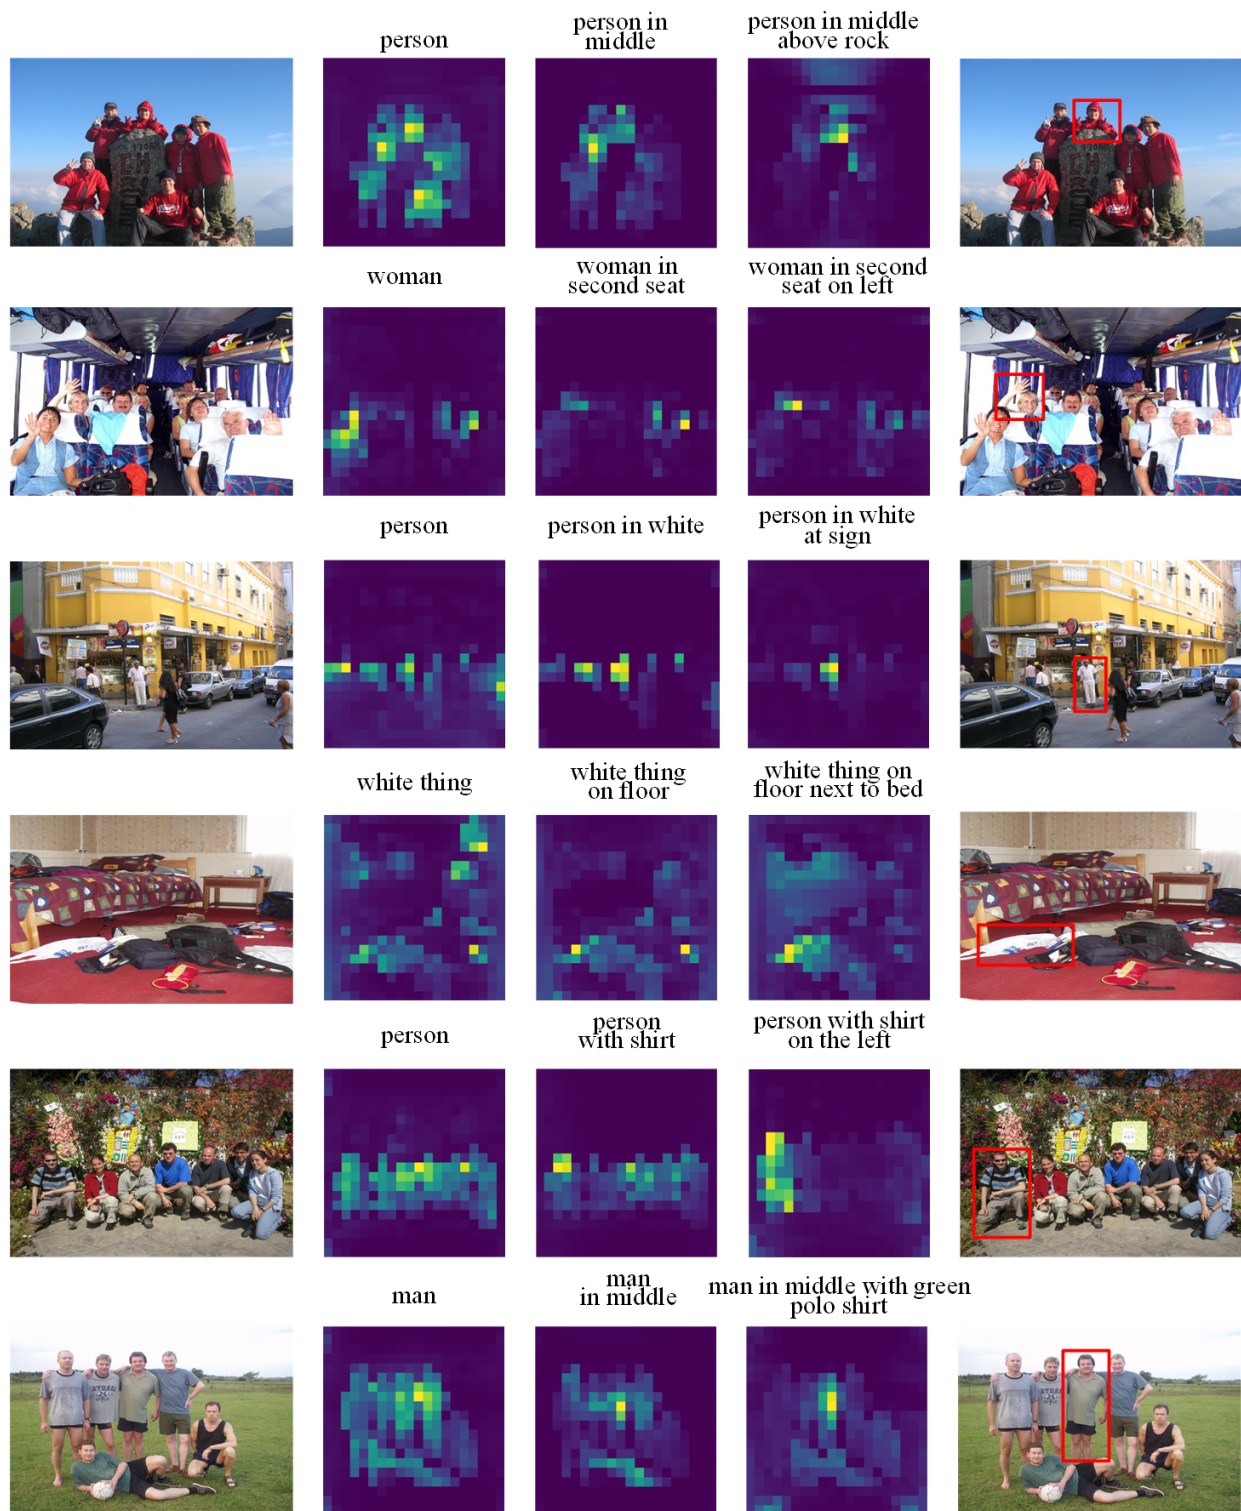 person
person in
middle
person in middle
above rock
woman
woman in
second seat
woman in second
seat on left
person
person in white
person in white
at sign
white thing
white thing
on floor
white thing on
floor next to bed
person
person
with shirt
person with shirt
on the left
man
man
in middle
man in middle with green
polo shirt